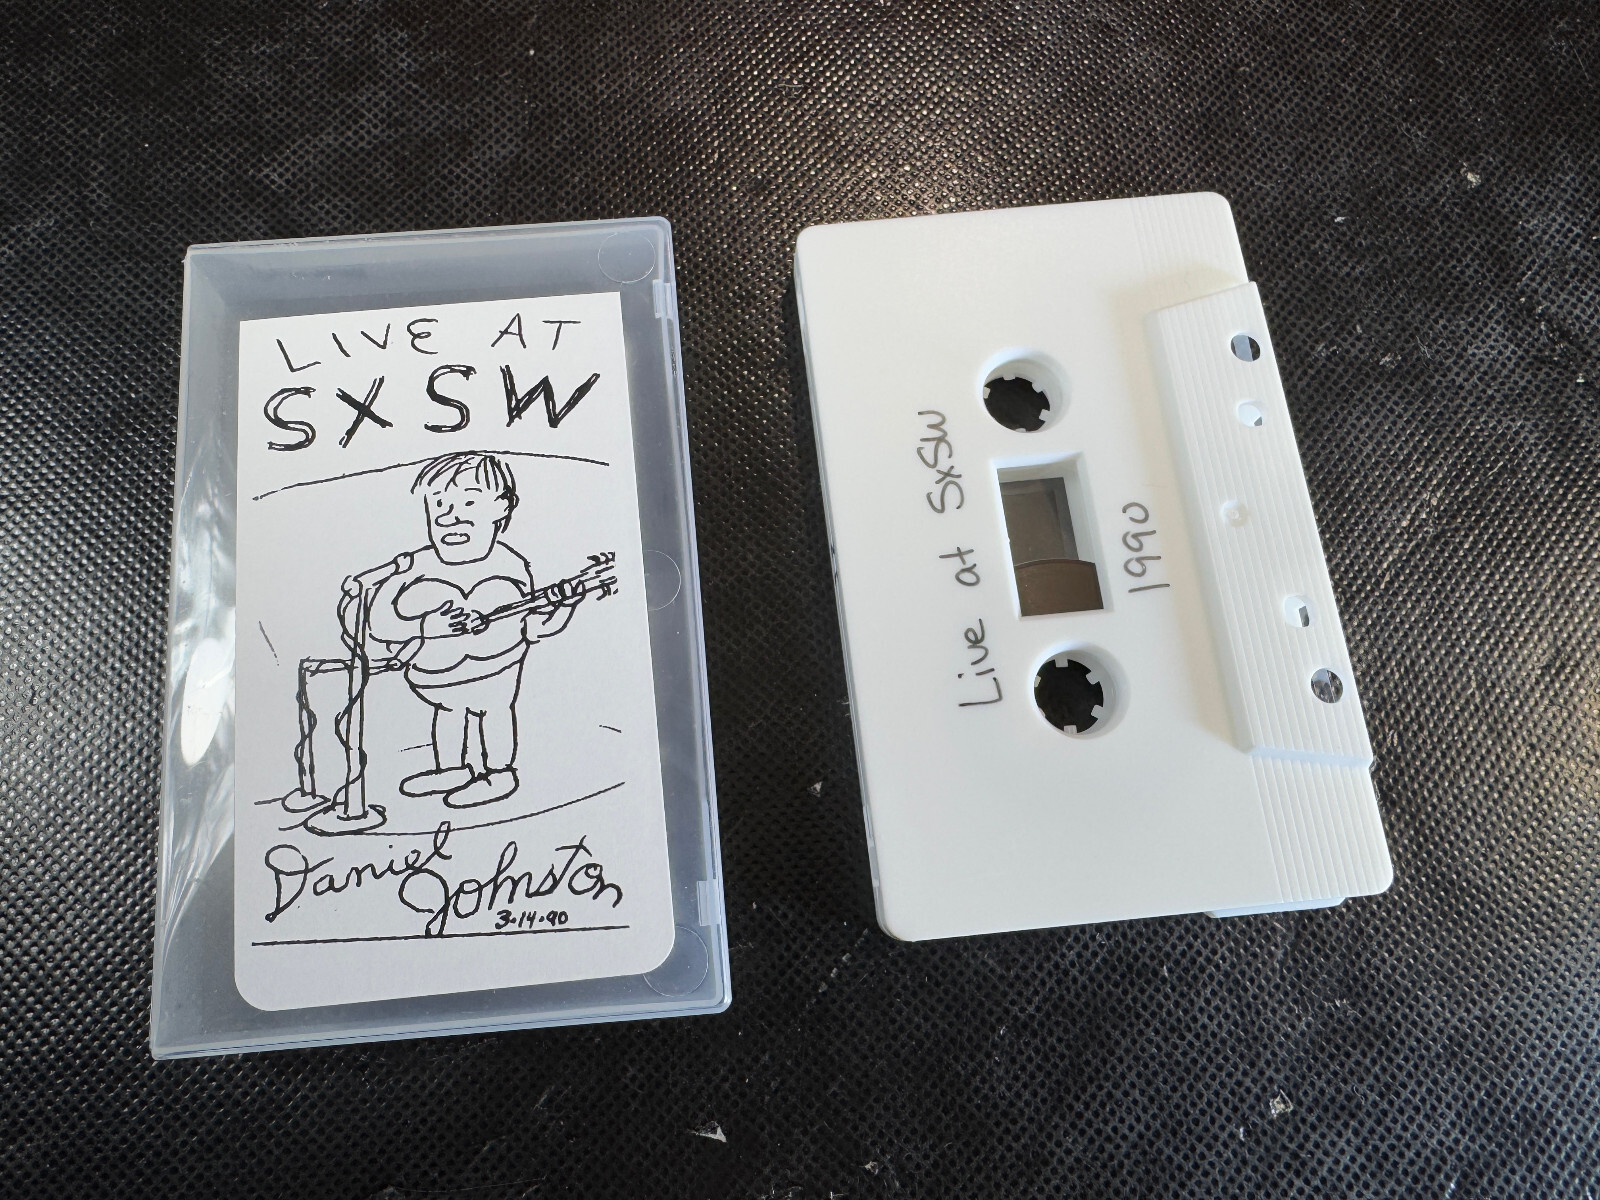 LIVE AT
SXSW
Daniel Johnston
3.14.90
Live at SxSW
1990